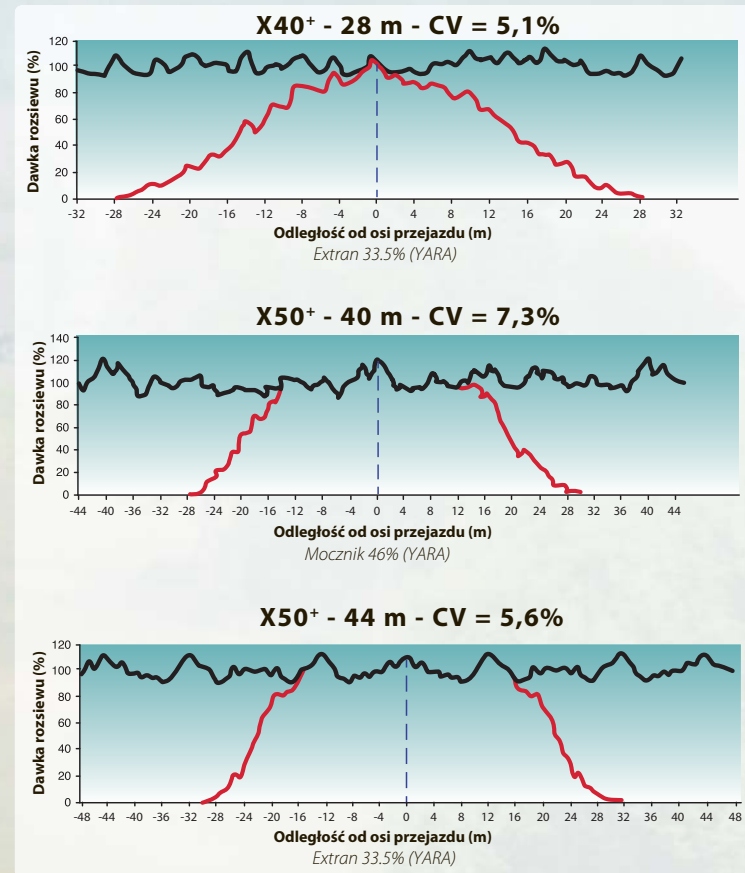 X40+ - 28 m - CV = 5,1%
Dawka rozsiewu (%)
120
100
80
60
40
20
0
-32 -28 -24 -20 -16 -12 -8 -4 0 4 8 12 16 20 24 28 32
Odległość od osi przejazdu (m)
Extran 33.5% (YARA)
X50+ - 40 m - CV = 7,3%
Dawka rozsiewu (%)
140
120
100
80
60
40
20
0
-44 -40 -36 -32 -28 -24 -20 -16 -12 -8 -4 0 4 8 12 16 20 24 28 32 36 40 44
Odległość od osi przejazdu (m)
Mocznik 46% (YARA)
X50+ - 44 m - CV = 5,6%
Dawka rozsiewu (%)
120
100
80
60
40
20
0
-48 -44 -40 -36 -32 -28 -24 -20 -16 -12 -8 -4 0 4 8 12 16 20 24 28 32 36 40 44 48
Odległość od osi przejazdu (m)
Extran 33.5% (YARA)